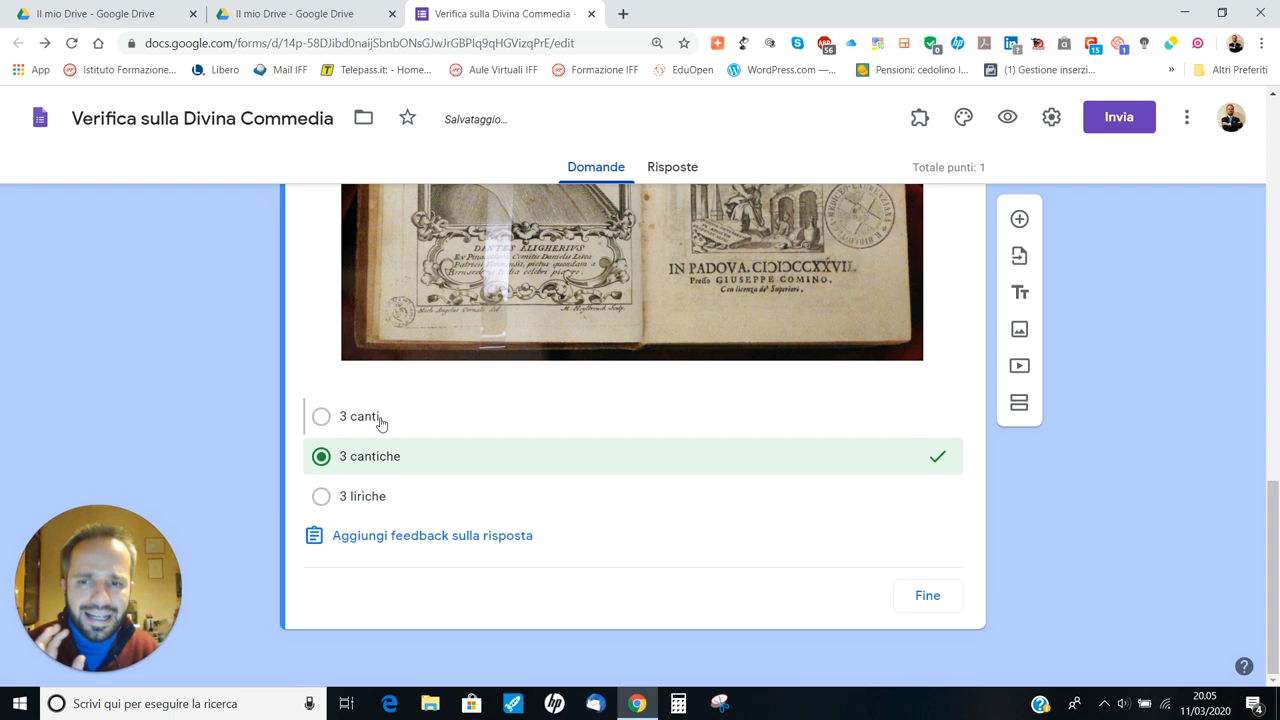 Il mio Drive - Google Drive
Il mio Drive - Google Drive
Verifica sulla Divina Commedia -
docs.google.com/forms/d/14p-58DJibd0naijSbnbONsGJwJrGBPlq9qHGVizqPrE/edit
App
Istituto Formazione...
Libero
Mail IFF
Telepass.it: - Home...
Aule Virtuali IFF
Formazione IFF
EduOpen
WordPress.com —...
Pensioni: cedolino I...
(1) Gestione inserzi...
»
Altri Preferiti
Verifica sulla Divina Commedia
Salvataggio...
Invia
Domande
Risposte
Totale punti: 1
DANTES ALIGHERIVS
IN PADOVA. CIƆIƆCCXXVII.
Presso GIUSEPPE COMINO.
Con licenza de' Superiori.
3 canti
3 cantiche
3 liriche
Aggiungi feedback sulla risposta
Fine
Scrivi qui per eseguire la ricerca
20.05
11/03/2020